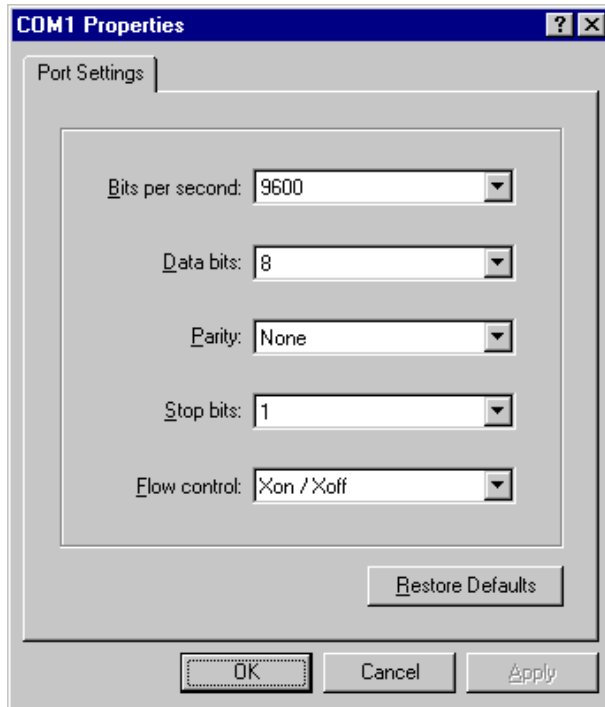 COM1 Properties
Port Settings
Bits per second: 9600
Data bits: 8
Parity: None
Stop bits: 1
Flow control: Xon / Xoff
Restore Defaults
OK Cancel Apply